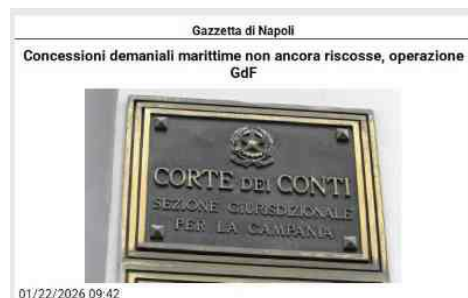 Gazzetta di Napoli
Concessioni demaniali marittime non ancora riscosse, operazione
GdF
CORTE DEI CONTI
SEZIONE GIURISDIZIONALE
PER LA CAMPANIA
01/22/2026 09:42